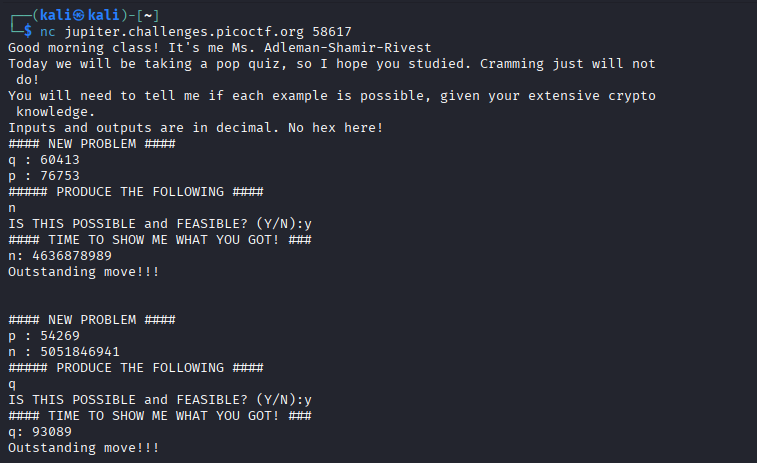 ┌──(kali㉿kali)-[~]
└─$ nc jupiter.challenges.picoctf.org 58617
Good morning class! It's me Ms. Adleman-Shamir-Rivest
Today we will be taking a pop quiz, so I hope you studied. Cramming just will not
 do!
You will need to tell me if each example is possible, given your extensive crypto
 knowledge.
Inputs and outputs are in decimal. No hex here!
#### NEW PROBLEM ####
q : 60413
p : 76753
##### PRODUCE THE FOLLOWING ####
n
IS THIS POSSIBLE and FEASIBLE? (Y/N):y
#### TIME TO SHOW ME WHAT YOU GOT! ###
n: 4636878989
Outstanding move!!!
#### NEW PROBLEM ####
p : 54269
n : 5051846941
##### PRODUCE THE FOLLOWING ####
q
IS THIS POSSIBLE and FEASIBLE? (Y/N):y
#### TIME TO SHOW ME WHAT YOU GOT! ###
q: 93089
Outstanding move!!!